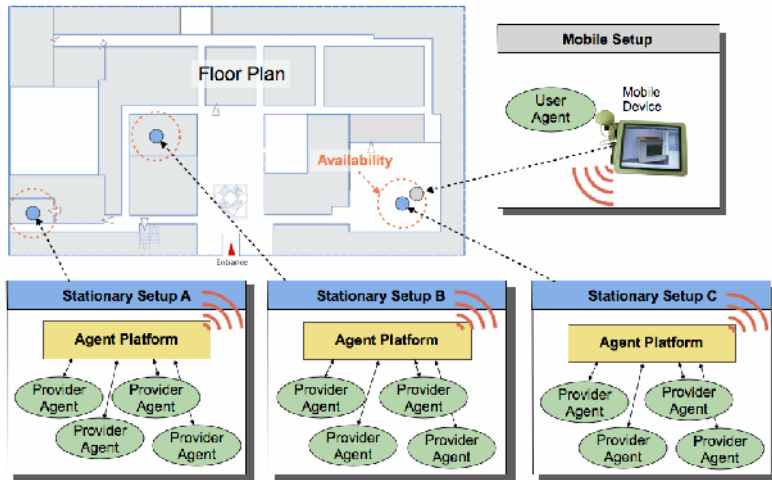 Floor Plan
Availability
Entrance
Mobile Setup
User
Agent
Mobile
Device
Stationary Setup A
Agent Platform
Provider
Agent
Provider
Agent
Provider
Agent
Provider
Agent
Stationary Setup B
Agent Platform
Provider
Agent
Provider
Agent
Provider
Agent
Provider
Agent
Stationary Setup C
Agent Platform
Provider
Agent
Provider
Agent
Provider
Agent
Provider
Agent